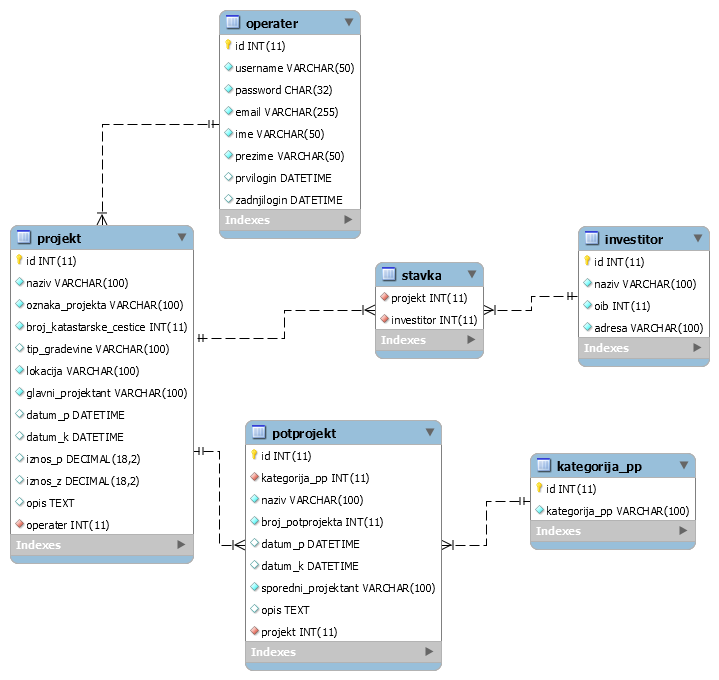 operater
id INT(11)
username VARCHAR(50)
password CHAR(32)
email VARCHAR(255)
ime VARCHAR(50)
prezime VARCHAR(50)
prvilogin DATETIME
zadnjilogin DATETIME
Indexes
projekt
id INT(11)
naziv VARCHAR(100)
oznaka_projekta VARCHAR(100)
broj_katastarske_cestice INT(11)
tip_gradevine VARCHAR(100)
lokacija VARCHAR(100)
glavni_projektant VARCHAR(100)
datum_p DATETIME
datum_k DATETIME
iznos_p DECIMAL(18,2)
iznos_z DECIMAL(18,2)
opis TEXT
operater INT(11)
Indexes
stavka
projekt INT(11)
investitor INT(11)
Indexes
investitor
id INT(11)
naziv VARCHAR(100)
oib INT(11)
adresa VARCHAR(100)
Indexes
potprojekt
id INT(11)
kategorija_pp INT(11)
naziv VARCHAR(100)
broj_potprojekta INT(11)
datum_p DATETIME
datum_k DATETIME
sporedni_projektant VARCHAR(100)
opis TEXT
projekt INT(11)
Indexes
kategorija_pp
id INT(11)
kategorija_pp VARCHAR(100)
Indexes